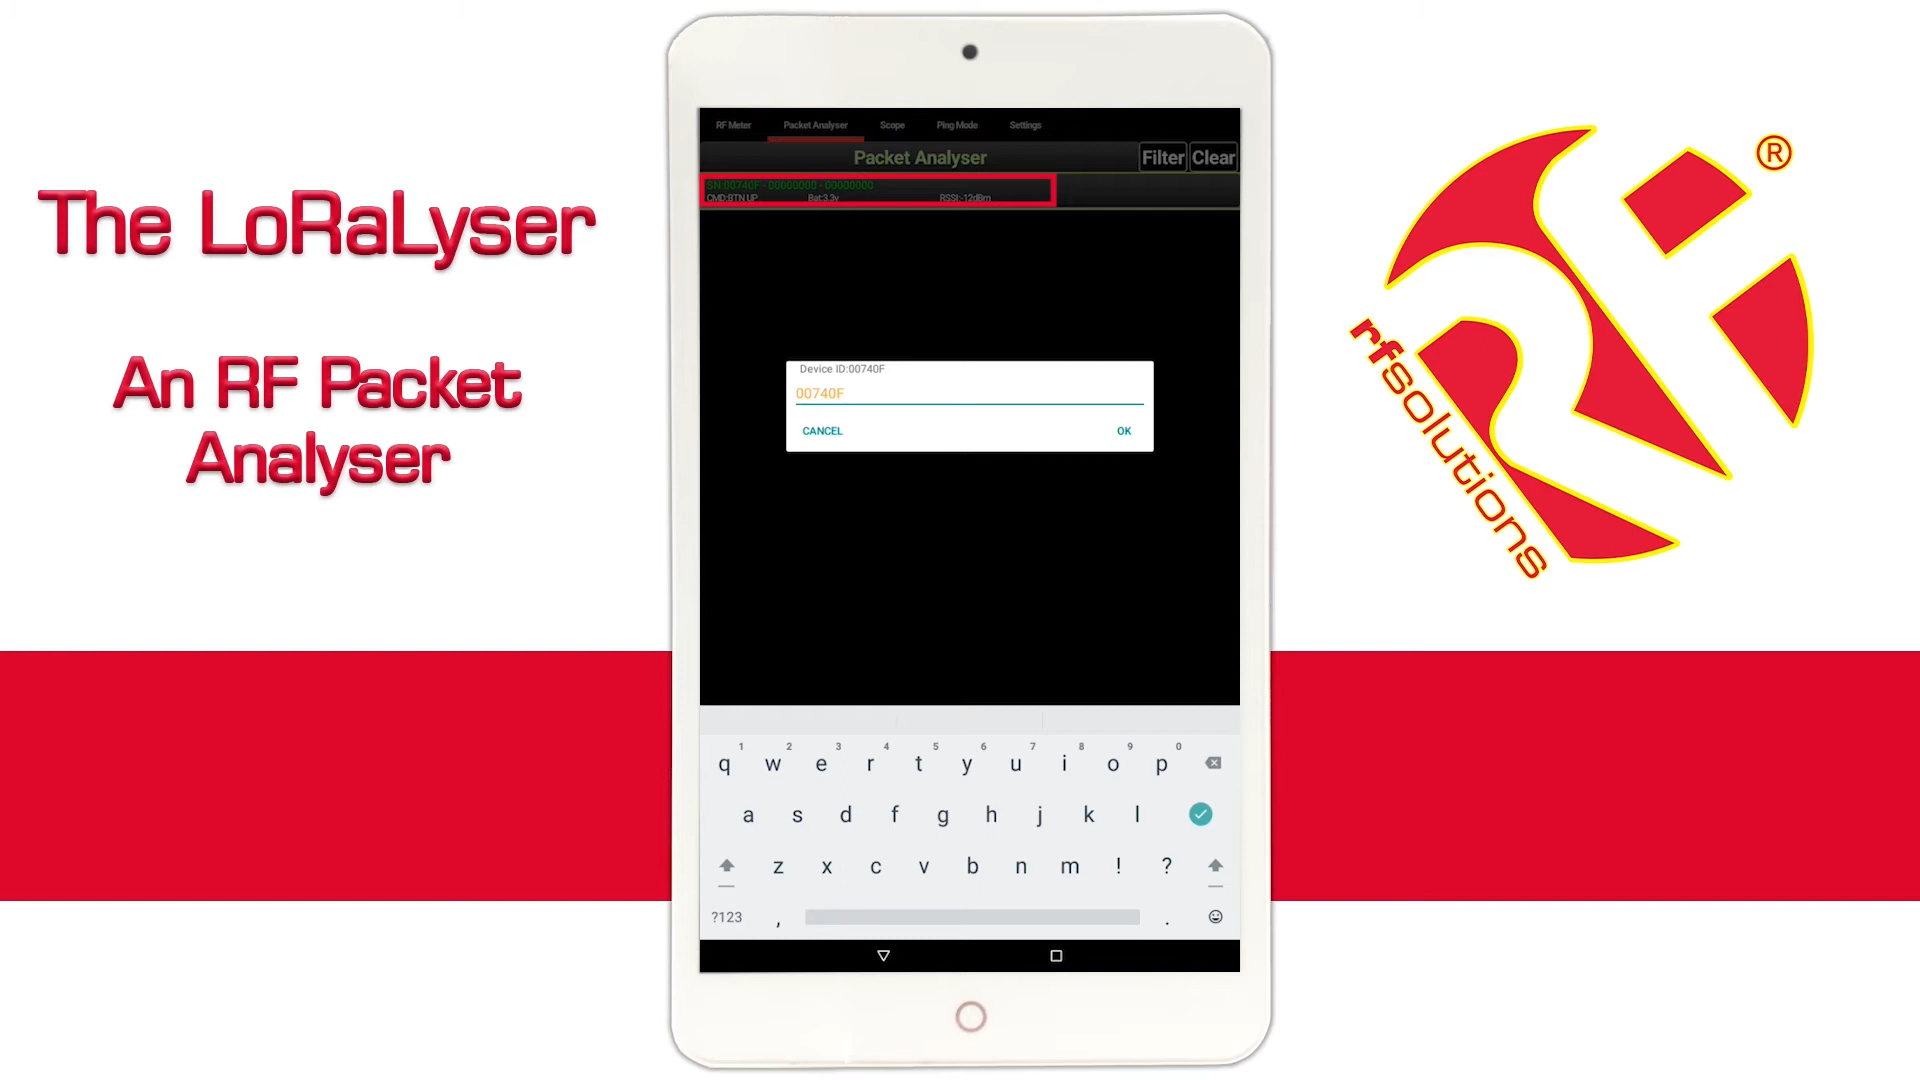 The LoRaLyser
An RF Packet
Analyser
RF Meter Packet Analyser Scope Ping Mode Settings
Packet Analyser Filter Clear
SN:00740F - 00000000 - 00000000
CMD:BTN UP Bat:3.3v RSSI:-12dBm
Device ID:00740F
00740F
CANCEL OK
1 2 3 4 5 6 7 8 9 0
q w e r t y u i o p
a s d f g h j k l
z x c v b n m ! ?
?123 , .
®
rfsolutions